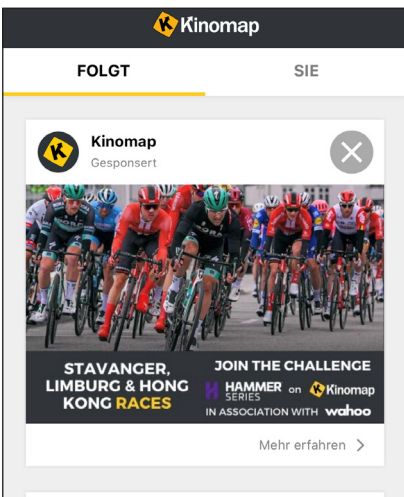 Kinomap
FOLGT SIE
Kinomap
Gesponsert
STAVANGER,
LIMBURG & HONG
KONG RACES
JOIN THE CHALLENGE
HAMMER
SERIES on Kinomap
IN ASSOCIATION WITH wahoo
Mehr erfahren